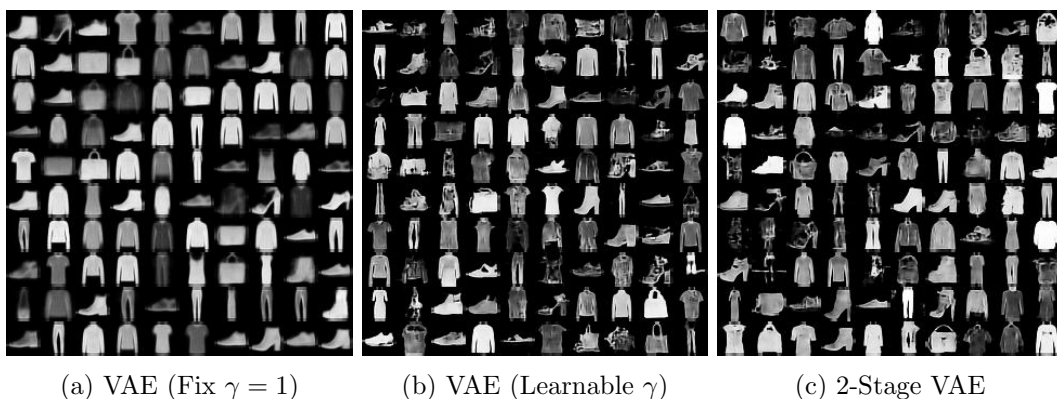 (a) VAE (Fix γ = 1)
(b) VAE (Learnable γ)
(c) 2-Stage VAE